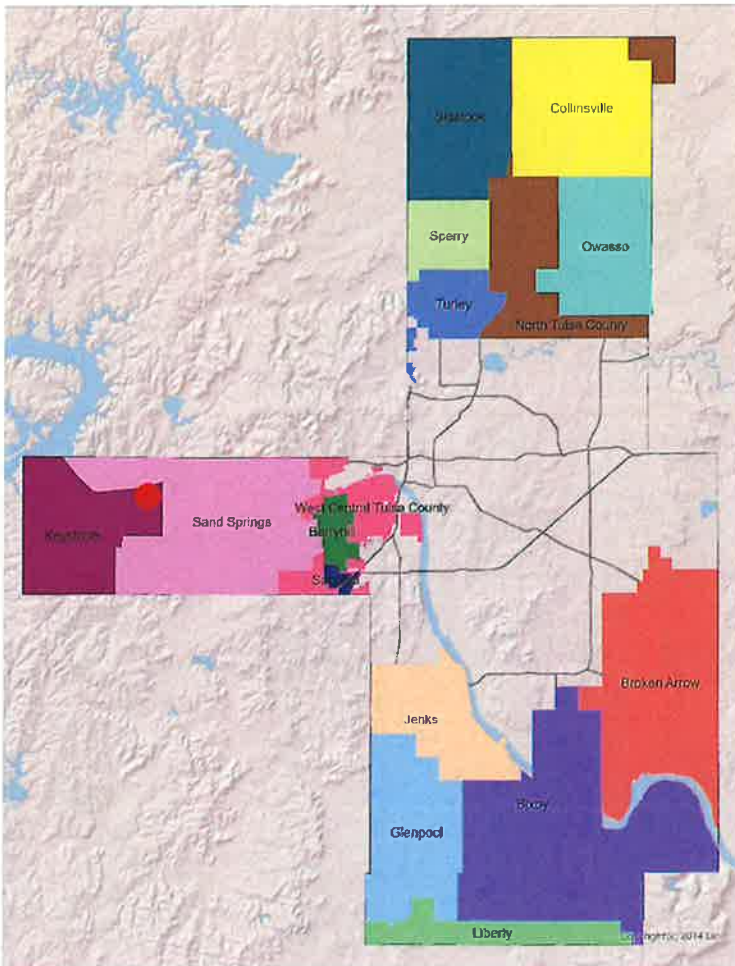 Skiatook
Collinsville
Sperry
Owasso
Turley
North Tulsa County
West Central Tulsa County
Sand Springs
Keystone
Berryhill
Broken Arrow
Jenks
Bixby
Glenpool
Liberty
2014